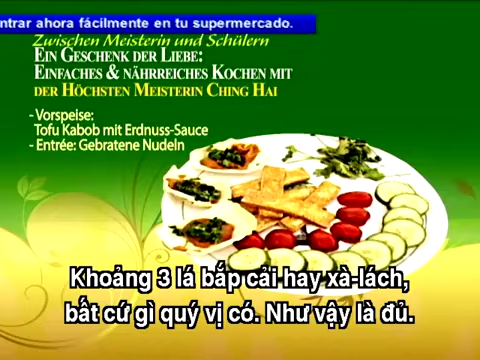 ntrar ahora fácilmente en tu supermercado.
Zwischen Meisterin und Schülern
Ein Geschenk der Liebe:
Einfaches & nährreiches Kochen mit
der Höchsten Meisterin Ching Hai
- Vorspeise:
Tofu Kabob mit Erdnuss-Sauce
- Entrée: Gebratene Nudeln
Khoảng 3 lá bắp cải hay xà-lách,
bất cứ gì quý vị có. Như vậy là đủ.